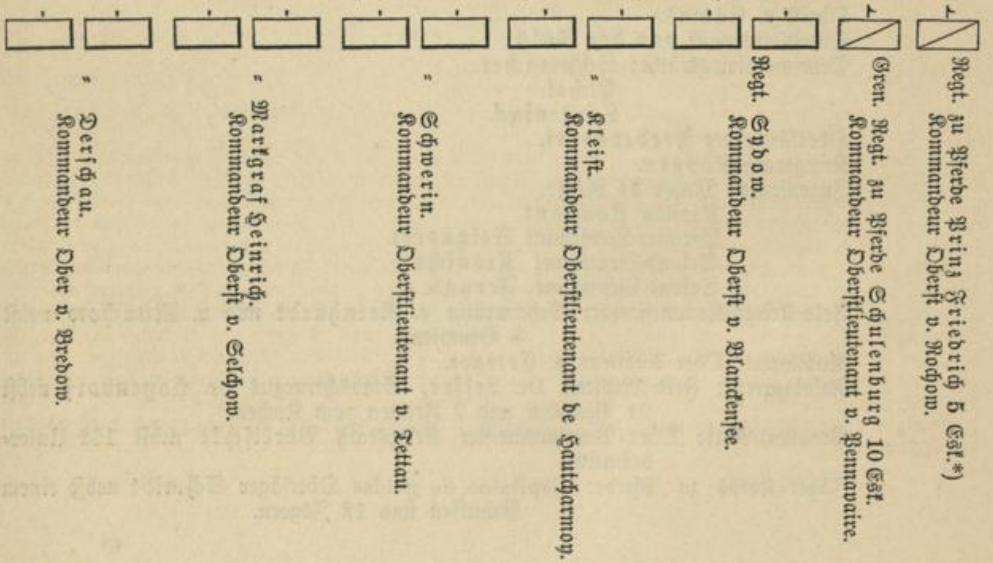 Regt. zu Pferde Prinz Friedrich 5 Esk.*)
Kommandeur Oberst v. Rochow.
Gren. Regt. zu Pferde Schulenburg 10 Esk.
Kommandeur Oberstlieutenant v. Pennavaire.
Regt. Sydow.
Kommandeur Oberst v. Blankensee.
" Kleist.
Kommandeur Oberstlieutenant de Hautcharmoy.
" Schwerin.
Kommandeur Oberstlieutenant v. Tettau.
" Markgraf Heinrich.
Kommandeur Oberst v. Selchow.
" Derschau.
Kommandeur Ober v. Bredow.